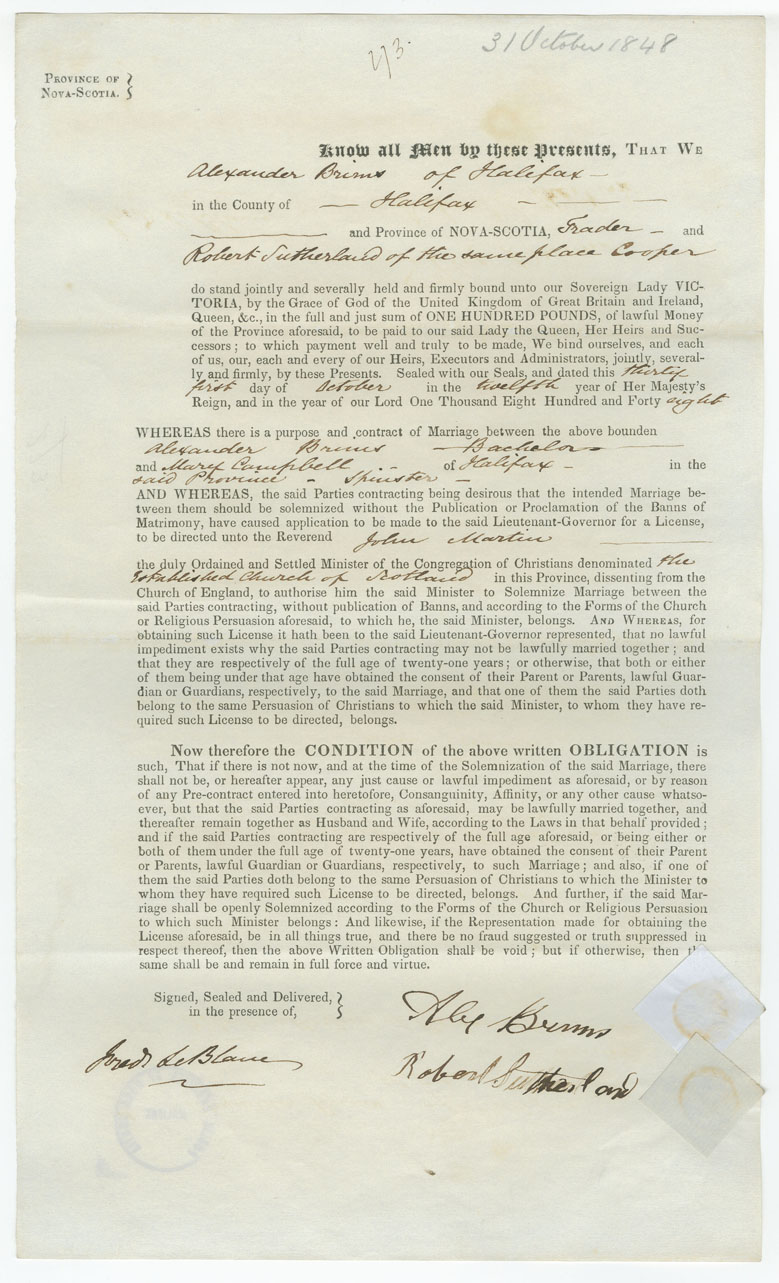 31 October 1848
Province of
Nova-Scotia.
Know all Men by these Presents, That We
Alexander Brims of Halifax
in the County of Halifax
and Province of NOVA-SCOTIA, Trader and
Robert Sutherland of the same place Cooper
do stand jointly and severally held and firmly bound unto our Sovereign Lady VIC-
TORIA, by the Grace of God of the United Kingdom of Great Britain and Ireland,
Queen, &c., in the full and just sum of ONE HUNDRED POUNDS, of lawful Money
of the Province aforesaid, to be paid to our said Lady the Queen, Her Heirs and Suc-
cessors; to which payment well and truly to be made, We bind ourselves, and each
of us, our, each and every of our Heirs, Executors and Administrators, jointly, several-
ly and firmly, by these Presents. Sealed with our Seals, and dated this thirty
first day of October in the twelfth year of Her Majesty's
Reign, and in the year of our Lord One Thousand Eight Hundred and Forty eight
WHEREAS there is a purpose and contract of Marriage between the above bounden
Alexander Brims Bachelor
and Mary Campbell of Halifax in the
said Province Spinster
AND WHEREAS, the said Parties contracting being desirous that the intended Marriage be-
tween them should be solemnized without the Publication or Proclamation of the Banns of
Matrimony, have caused application to be made to the said Lieutenant-Governor for a License,
to be directed unto the Reverend John Martin
the duly Ordained and Settled Minister of the Congregation of Christians denominated the
Established Church of Scotland in this Province, dissenting from the
Church of England, to authorise him the said Minister to Solemnize Marriage between the
said Parties contracting, without publication of Banns, and according to the Forms of the Church
or Religious Persuasion aforesaid, to which he, the said Minister, belongs. And Whereas, for
obtaining such License it hath been to the said Lieutenant-Governor represented, that no lawful
impediment exists why the said Parties contracting may not be lawfully married together; and
that they are respectively of the full age of twenty-one years; or otherwise, that both or either
of them being under that age have obtained the consent of their Parent or Parents, lawful Guar-
dian or Guardians, respectively, to the said Marriage, and that one of them the said Parties doth
belong to the same Persuasion of Christians to which the said Minister, to whom they have re-
quired such License to be directed, belongs.
Now therefore the CONDITION of the above written OBLIGATION is
such, That if there is not now, and at the time of the Solemnization of the said Marriage, there
shall not be, or hereafter appear, any just cause or lawful impediment as aforesaid, or by reason
of any Pre-contract entered into heretofore, Consanguinity, Affinity, or any other cause whatso-
ever, but that the said Parties contracting as aforesaid, may be lawfully married together, and
thereafter remain together as Husband and Wife, according to the Laws in that behalf provided;
and if the said Parties contracting are respectively of the full age aforesaid, or being either or
both of them under the full age of twenty-one years, have obtained the consent of their Parent
or Parents, lawful Guardian or Guardians, respectively, to such Marriage; and also, if one of
them the said Parties doth belong to the same Persuasion of Christians to which the Minister to
whom they have required such License to be directed, belongs. And further, if the said Mar-
riage shall be openly Solemnized according to the Forms of the Church or Religious Persuasion
to which such Minister belongs: And likewise, if the Representation made for obtaining the
License aforesaid, be in all things true, and there be no fraud suggested or truth suppressed in
respect thereof, then the above Written Obligation shall be void; but if otherwise, then the
same shall be and remain in full force and virtue.
Signed, Sealed and Delivered,
in the presence of,
Alex Brims
LeBlanc
Robert Sutherland